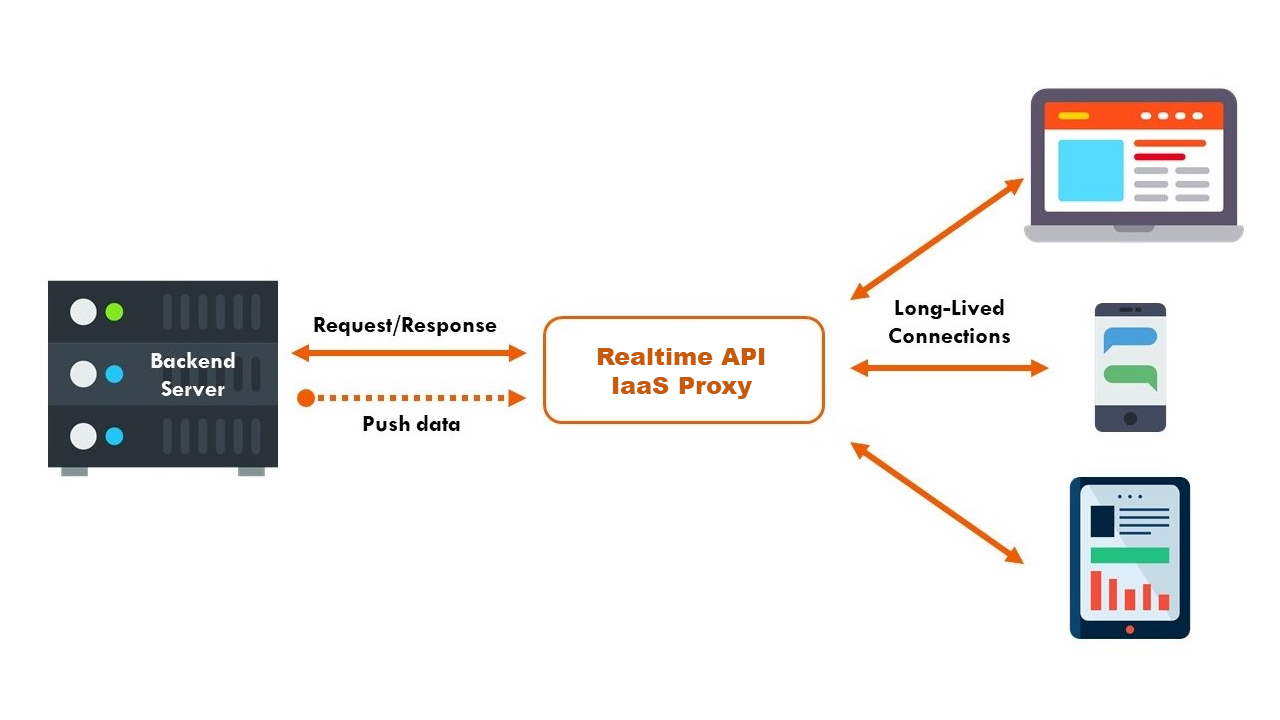 Backend
Server
Request/Response
Push data
Realtime API
IaaS Proxy
Long-Lived
Connections